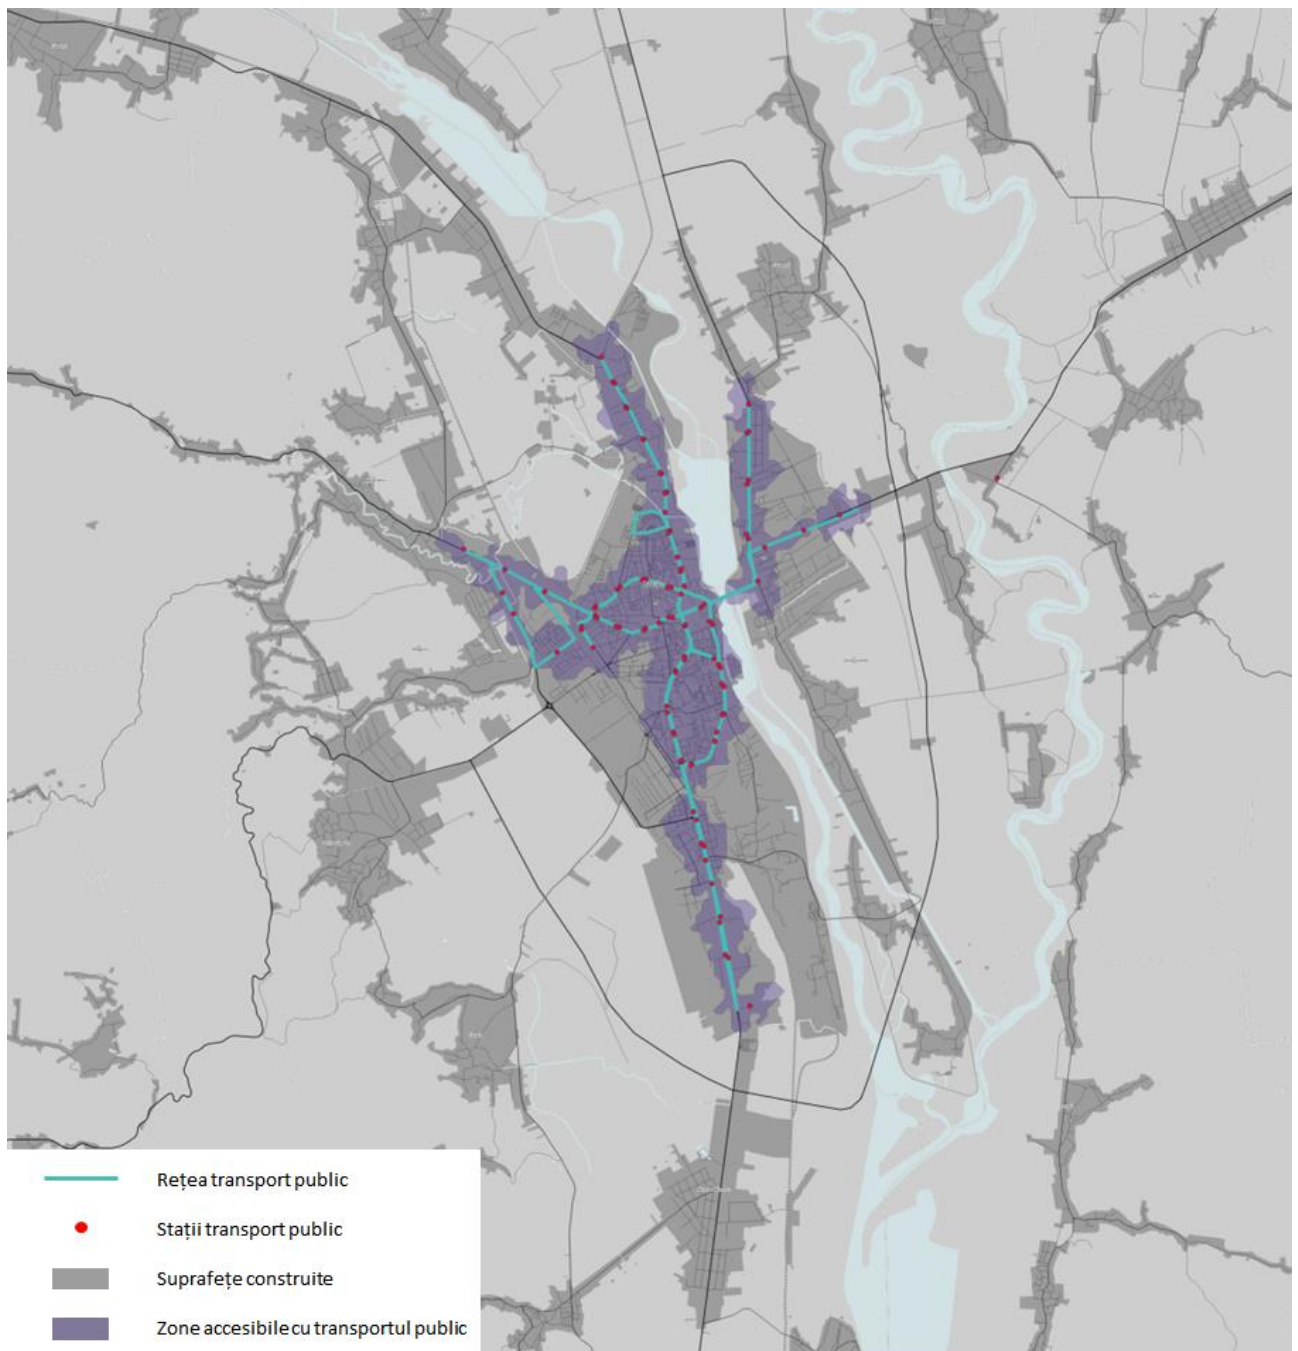 Rețea transport public
Stații transport public
Suprafețe construite
Zone accesibile cu transportul public